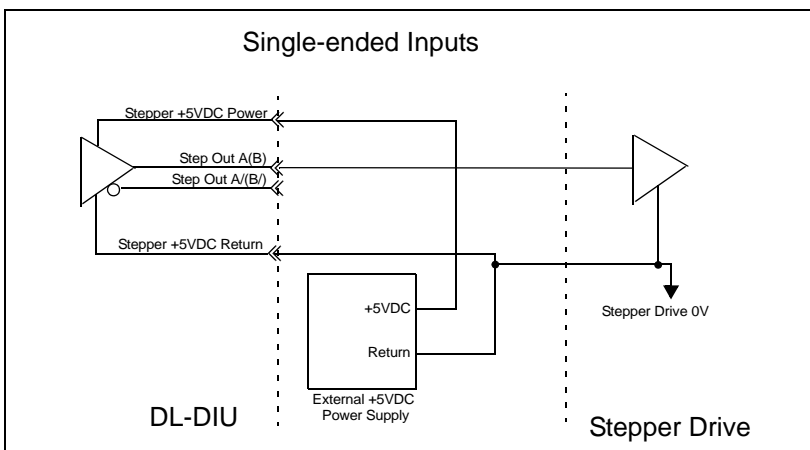 Single-ended Inputs
Stepper +5VDC Power
Step Out A(B)
Step Out A/(B/)
Stepper +5VDC Return
+5VDC
Return
Stepper Drive 0V
External +5VDC
Power Supply
DL-DIU
Stepper Drive